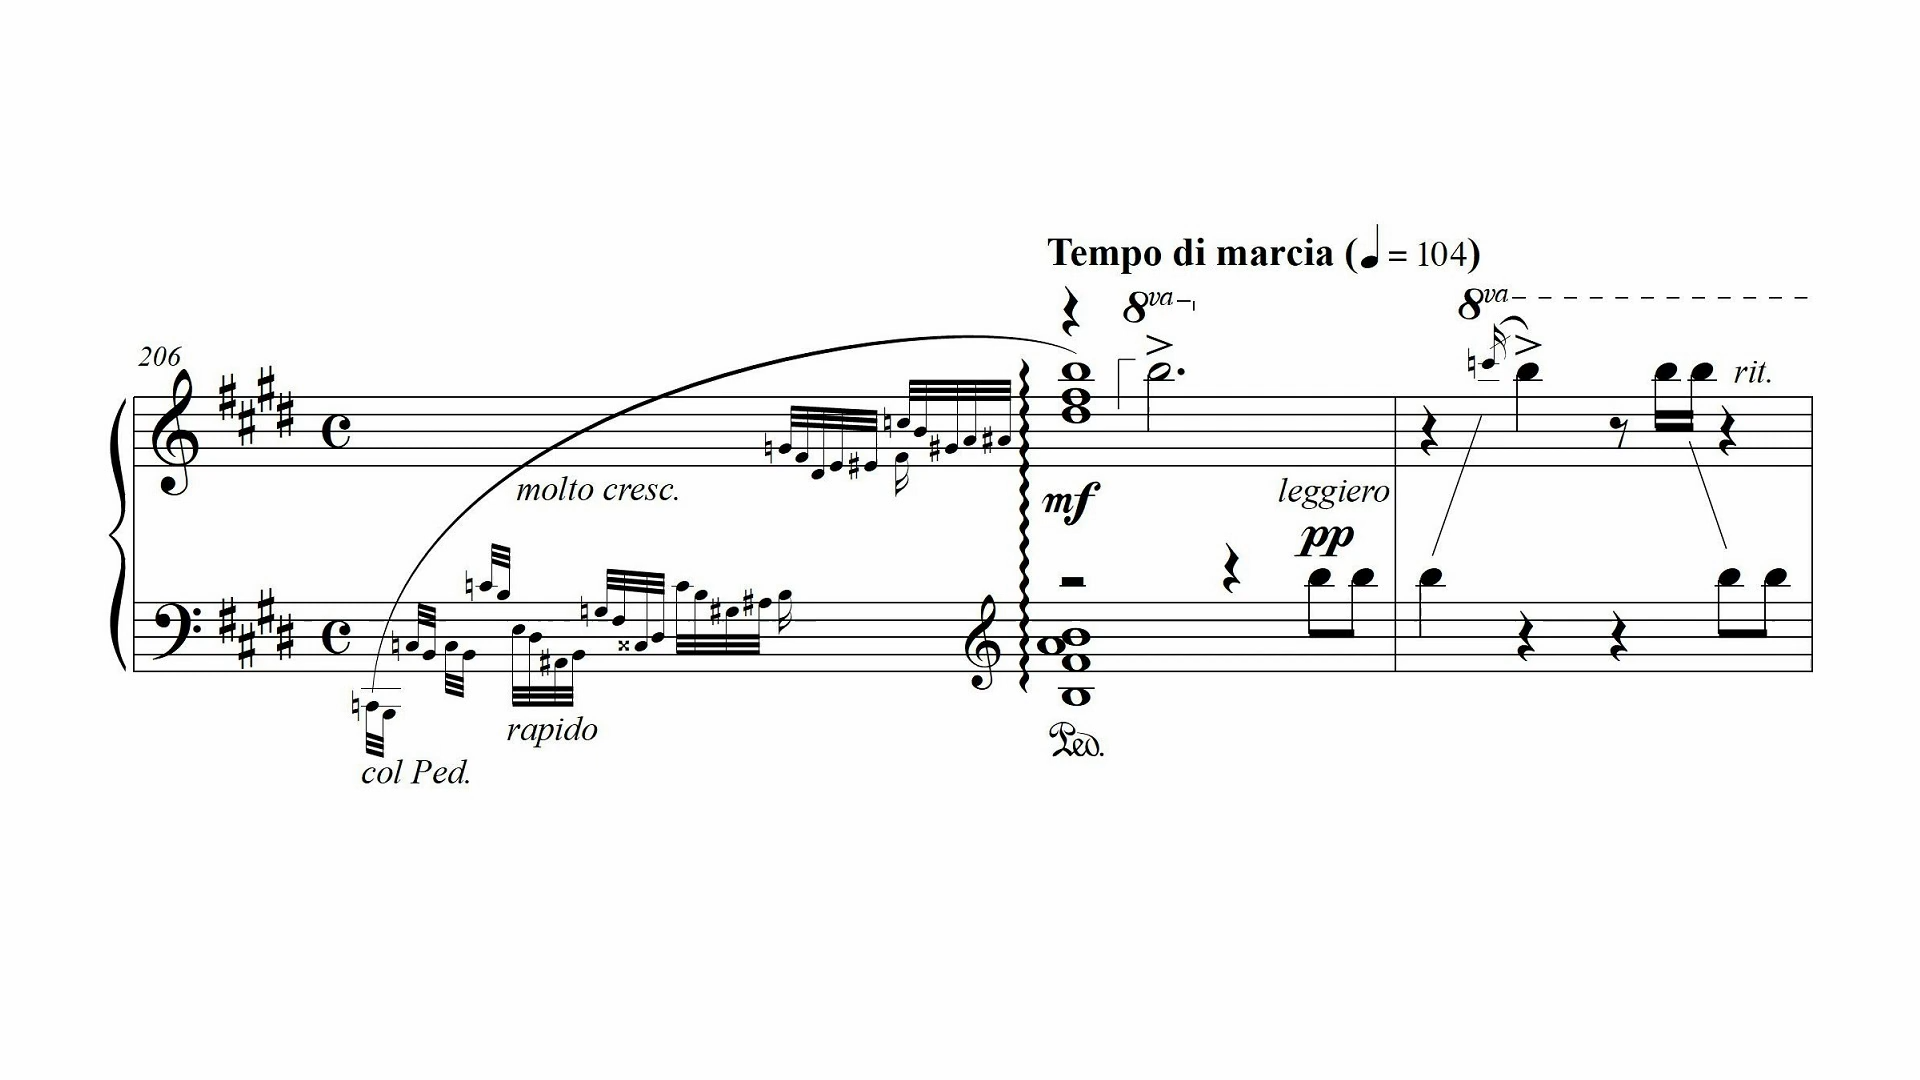 Tempo di marcia (♩ = 104)
8va
8va
206
rit.
molto cresc.
mf
leggiero
pp
rapido
Ped.
col Ped.